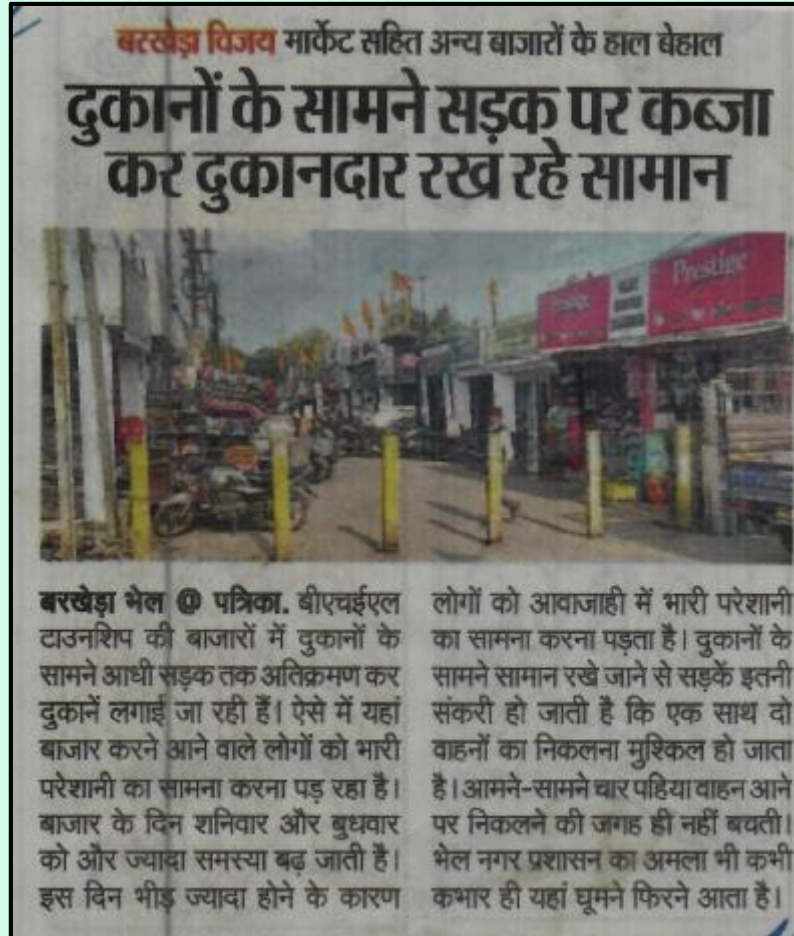 बरखेड़ा विजय मार्केट सहित अन्य बाजारों के हाल बेहाल
दुकानों के सामने सड़क पर कब्जा
कर दुकानदार रख रहे सामान
Prestige
Prestige
बरखेड़ा भेल @ पत्रिका. बीएचईएल
टाउनशिप की बाजारों में दुकानों के
सामने आधी सड़क तक अतिक्रमण कर
दुकानें लगाई जा रही हैं। ऐसे में यहां
बाजार करने आने वाले लोगों को भारी
परेशानी का सामना करना पड़ रहा है।
बाजार के दिन शनिवार और बुधवार
को और ज्यादा समस्या बढ़ जाती है।
इस दिन भीड़ ज्यादा होने के कारण
लोगों को आवाजाही में भारी परेशानी
का सामना करना पड़ता है। दुकानों के
सामने सामान रखे जाने से सड़कें इतनी
संकरी हो जाती है कि एक साथ दो
वाहनों का निकलना मुश्किल हो जाता
है। आमने-सामने चार पहिया वाहन आने
पर निकलने की जगह ही नहीं बचती।
भेल नगर प्रशासन का अमला भी कभी
कभार ही यहां घूमने फिरने आता है।